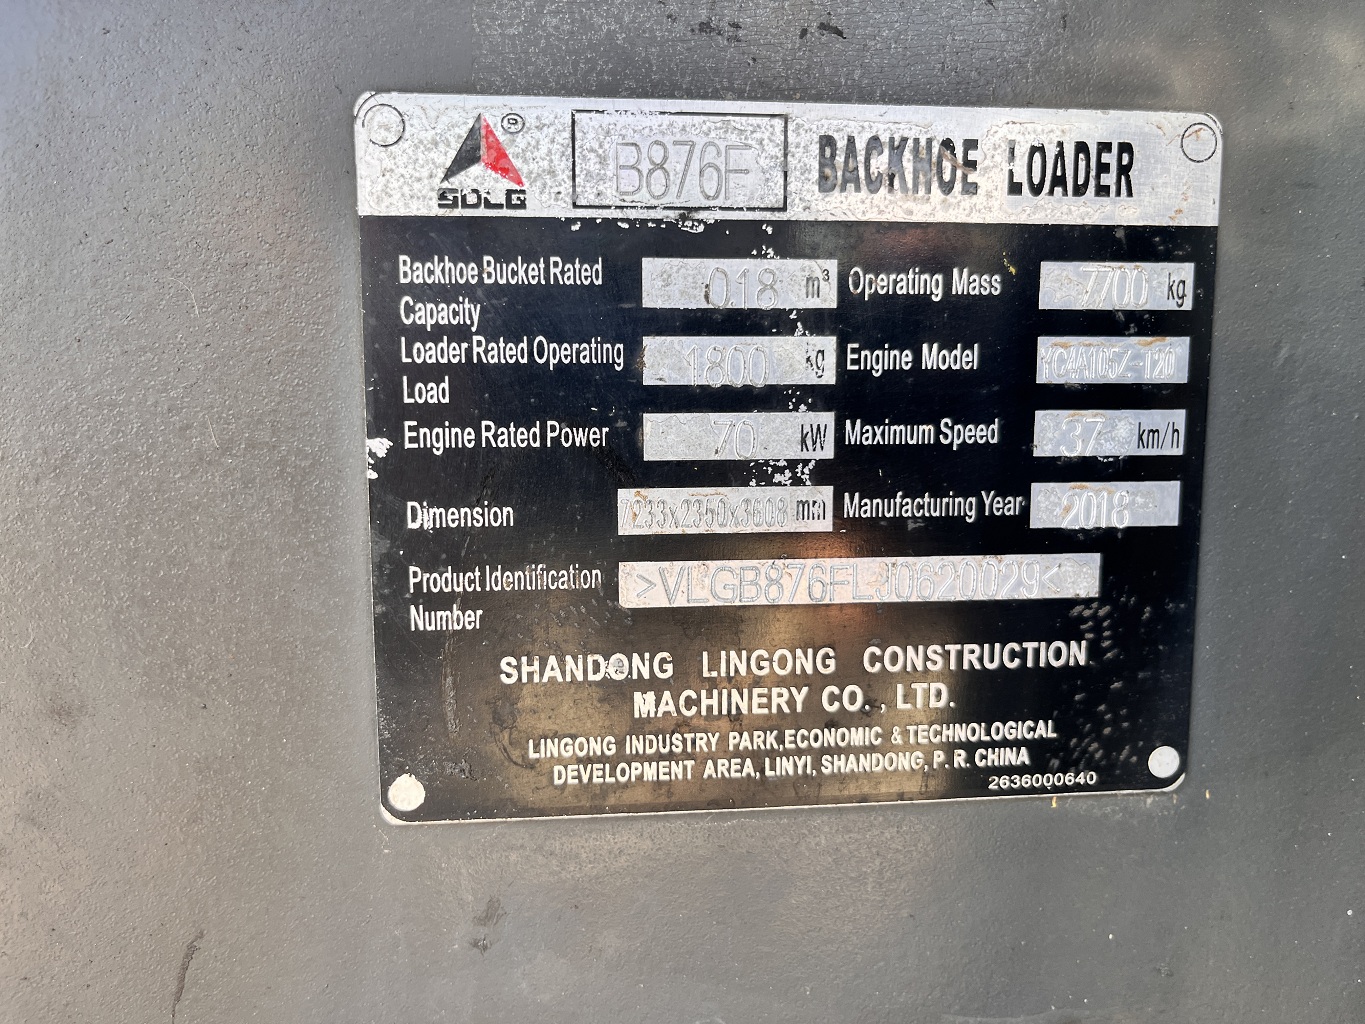 SDLG ® B876F BACKHOE LOADER
Backhoe Bucket Rated
Capacity 0.18 m³ Operating Mass 7700 kg
Loader Rated Operating
Load 1800 kg Engine Model YC4A105Z-T20
Engine Rated Power 70 kW Maximum Speed 37 km/h
Dimension 7233x2350x3608 mm Manufacturing Year 2018
Product Identification
Number >VLGB876FLJ0620029<
SHANDONG LINGONG CONSTRUCTION
MACHINERY CO., LTD.
LINGONG INDUSTRY PARK,ECONOMIC & TECHNOLOGICAL
DEVELOPMENT AREA, LINYI, SHANDONG, P. R. CHINA
2636000640